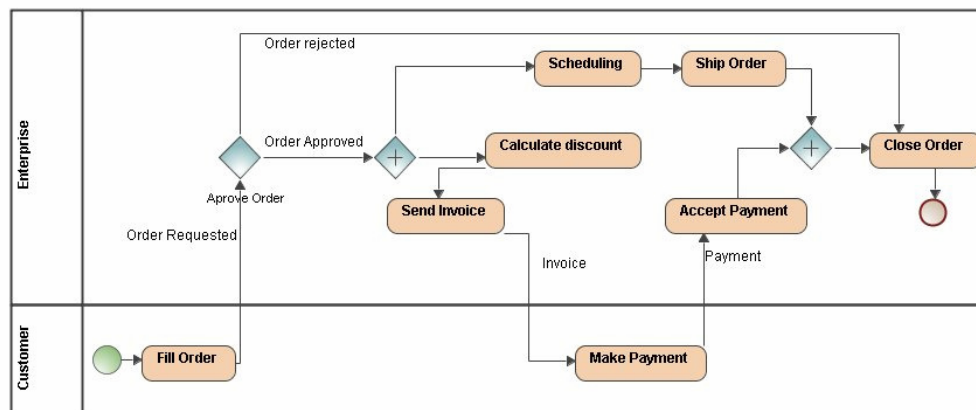 Enterprise
Order rejected
Scheduling
Ship Order
Order Approved
Calculate discount
Close Order
Aprove Order
Send Invoice
Accept Payment
Order Requested
Invoice
Payment
Customer
Fill Order
Make Payment